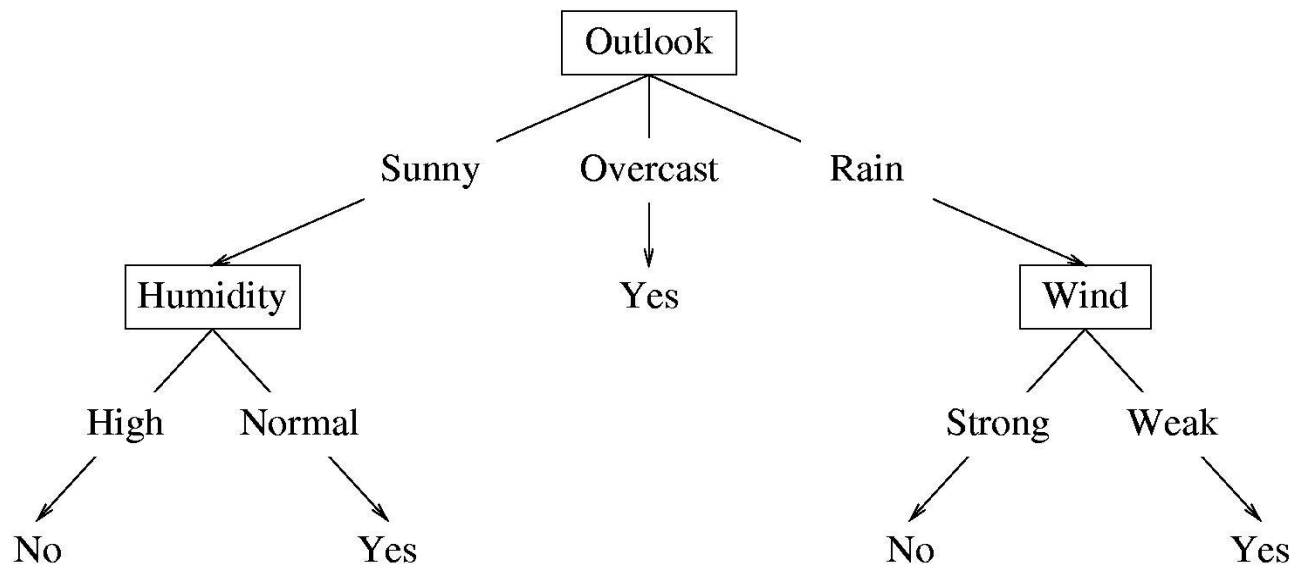 Outlook
Sunny Overcast Rain
Humidity Yes Wind
High Normal Strong Weak
No Yes No Yes